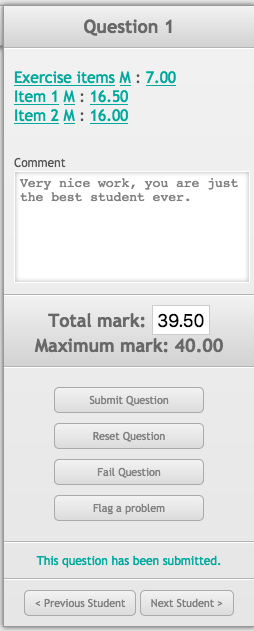 Question 1
Exercise items M : 7.00
Item 1 M : 16.50
Item 2 M : 16.00
Comment
Very nice work, you are just
the best student ever.
Total mark: 39.50
Maximum mark: 40.00
Submit Question
Reset Question
Fail Question
Flag a problem
This question has been submitted.
< Previous Student Next Student >